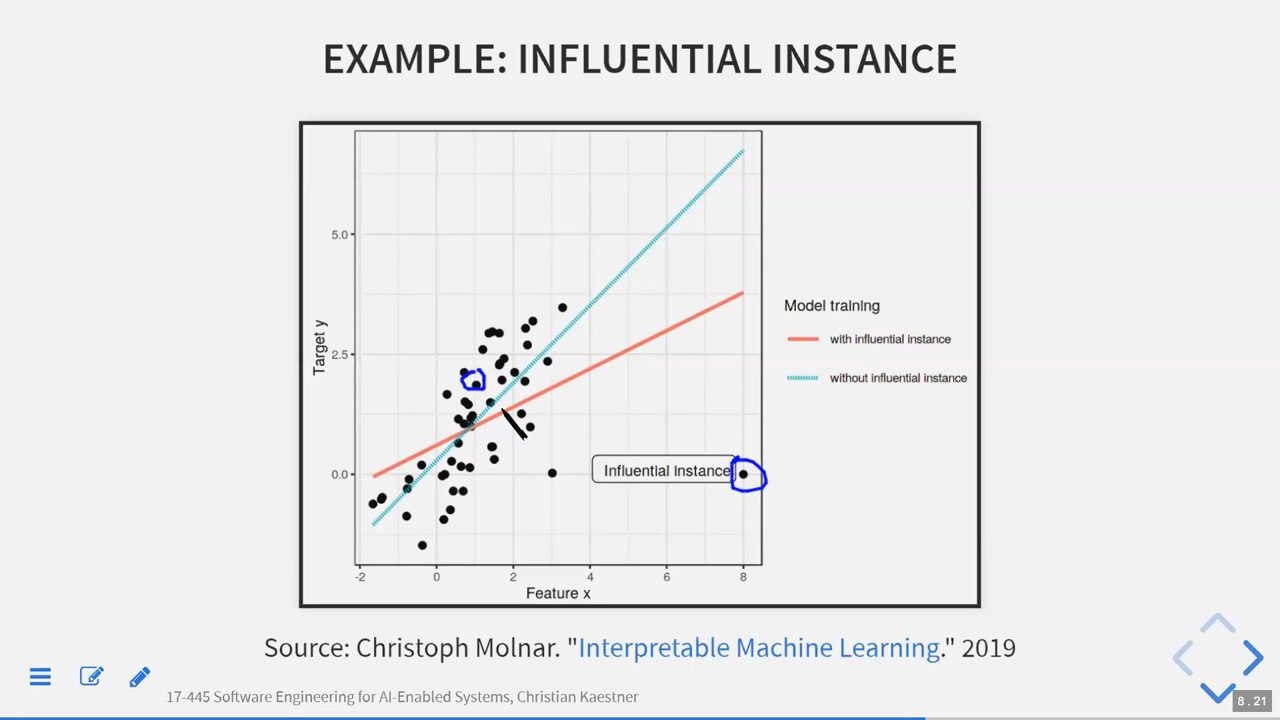 EXAMPLE: INFLUENTIAL INSTANCE
5.0
2.5
0.0
Target y
-2 0 2 4 6 8
Feature x
Influential instance
Model training
with influential instance
without influential instance
Source: Christoph Molnar. "Interpretable Machine Learning." 2019
17-445 Software Engineering for AI-Enabled Systems, Christian Kaestner
8 . 21